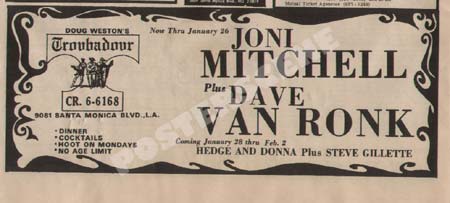 DOUG WESTON'S
Troubadour
CR. 6-6168
9081 SANTA MONICA BLVD., L.A.
• DINNER
• COCKTAILS
• HOOT ON MONDAYS
• NO AGE LIMIT
Now Thru January 26
JONI
MITCHELL
Plus DAVE
VAN RONK
Coming January 28 thru Feb. 2
HEDGE AND DONNA Plus STEVE GILLETTE